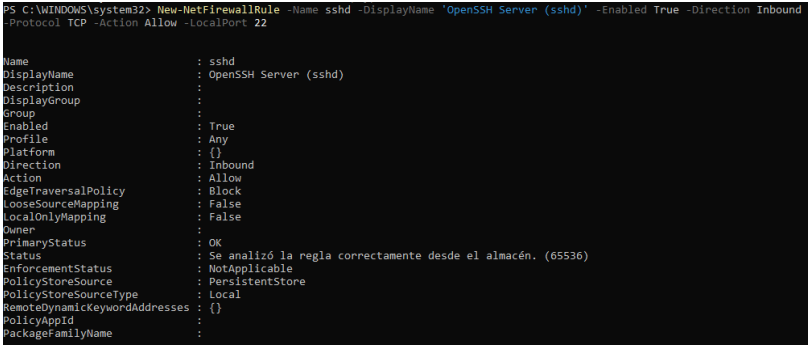 PS C:\WINDOWS\system32> New-NetFirewallRule -Name sshd -DisplayName 'OpenSSH Server (sshd)' -Enabled True -Direction Inbound
-Protocol TCP -Action Allow -LocalPort 22
Name : sshd
DisplayName : OpenSSH Server (sshd)
Description :
DisplayGroup :
Group :
Enabled : True
Profile : Any
Platform : {}
Direction : Inbound
Action : Allow
EdgeTraversalPolicy : Block
LooseSourceMapping : False
LocalOnlyMapping : False
Owner :
PrimaryStatus : OK
Status : Se analizó la regla correctamente desde el almacén. (65536)
EnforcementStatus : NotApplicable
PolicyStoreSource : PersistentStore
PolicyStoreSourceType : Local
RemoteDynamicKeywordAddresses : {}
PolicyAppId :
PackageFamilyName :